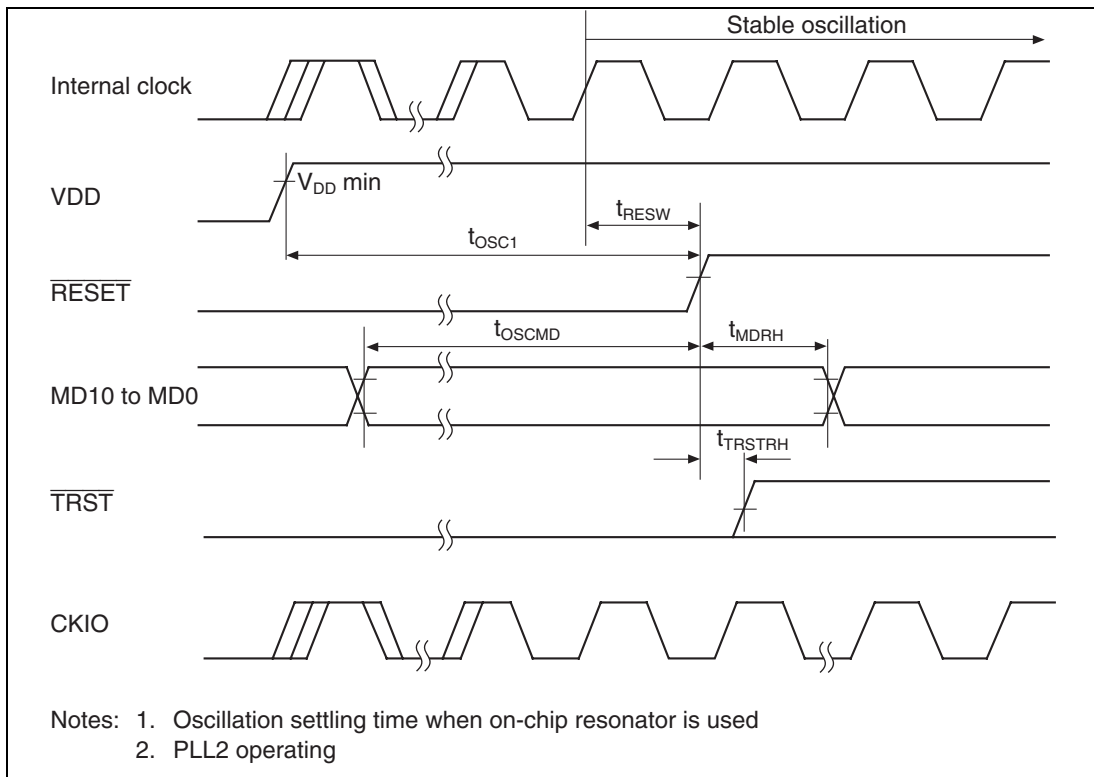 Stable oscillation
Internal clock
VDD
VDD min
tRESW
tOSC1
RESET
tOSCMD
tMDRH
MD10 to MD0
tTRSTRH
TRST
CKIO
Notes: 1. Oscillation settling time when on-chip resonator is used
2. PLL2 operating